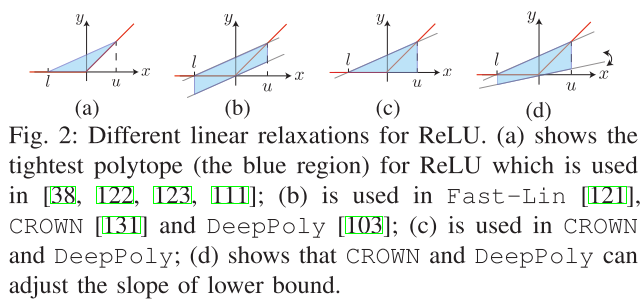 y
y
y
y
l
u
x
l
u
x
l
u
x
l
u
x
(a)
(b)
(c)
(d)
Fig. 2: Different linear relaxations for ReLU. (a) shows the
tightest polytope (the blue region) for ReLU which is used
in [38, 122, 123, 111]; (b) is used in Fast-Lin [121],
CROWN [131] and DeepPoly [103]; (c) is used in CROWN
and DeepPoly; (d) shows that CROWN and DeepPoly can
adjust the slope of lower bound.